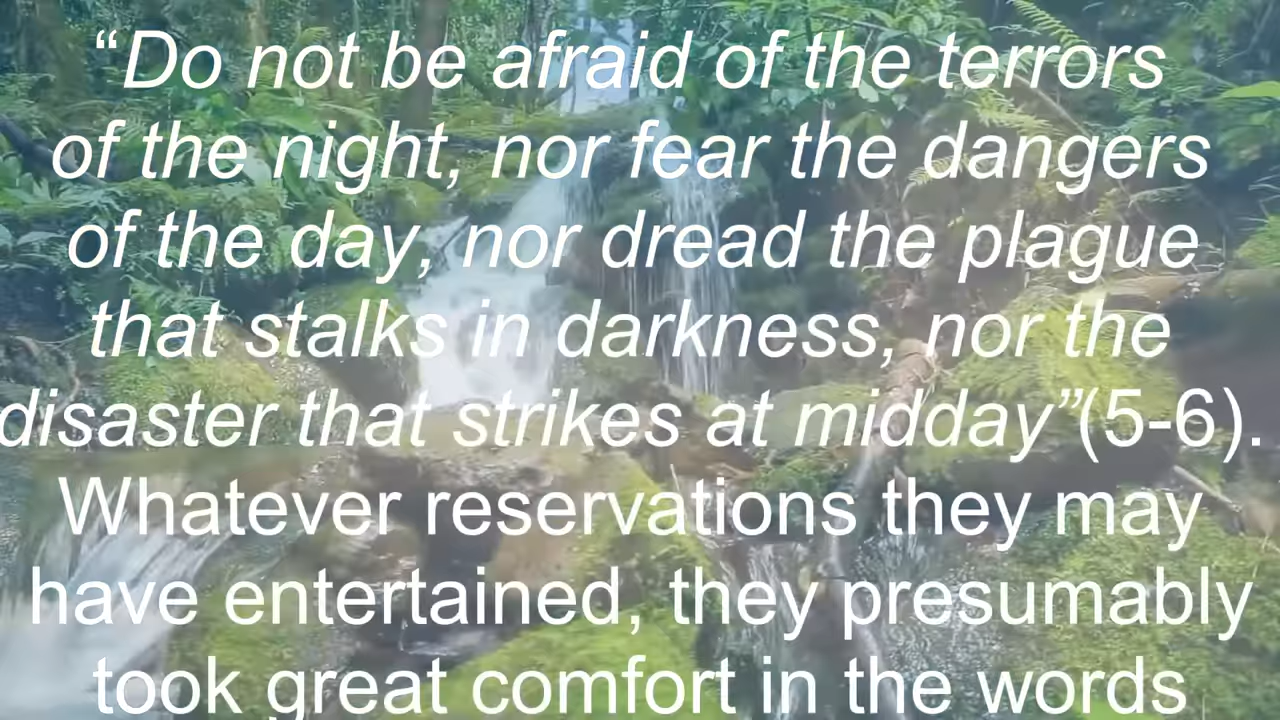 “Do not be afraid of the terrors
of the night, nor fear the dangers
of the day, nor dread the plague
that stalks in darkness, nor the
disaster that strikes at midday”(5-6).
Whatever reservations they may
have entertained, they presumably
took great comfort in the words